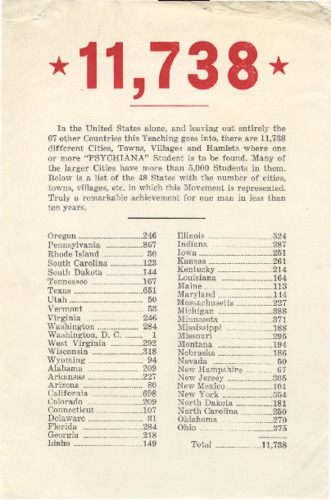 ★ 11,738 ★
In the United States alone, and leaving out entirely the
67 other Countries this Teaching goes into, there are 11,738
different Cities, Towns, Villages and Hamlets where one
or more "PSYCHIANA" Student is to be found. Many of
the larger Cities have more than 5,000 Students in them.
Below is a list of the 48 States with the number of cities,
towns, villages, etc. in which this Movement is represented.
Truly a remarkable achievement for one man in less than
ten years.
Oregon 246
Pennsylvania 867
Rhode Island 30
South Carolina 123
South Dakota 144
Tennessee 167
Texas 651
Utah 50
Vermont 53
Virginia 246
Washington 284
Washington, D. C. 1
West Virginia 292
Wisconsin 318
Wyoming 94
Alabama 209
Arkansas 227
Arizona 80
California 698
Colorado 209
Connecticut 107
Delaware 31
Florida 284
Georgia 218
Idaho 149
Illinois 524
Indiana 287
Iowa 251
Kansas 261
Kentucky 214
Louisiana 164
Maine 113
Maryland 144
Massachusetts 227
Michigan 388
Minnesota 371
Mississippi 188
Missouri 295
Montana 194
Nebraska 186
Nevada 50
New Hampshire 67
New Jersey 305
New Mexico 101
New York 554
North Dakota 181
North Carolina 250
Oklahoma 270
Ohio 375
Total 11,738